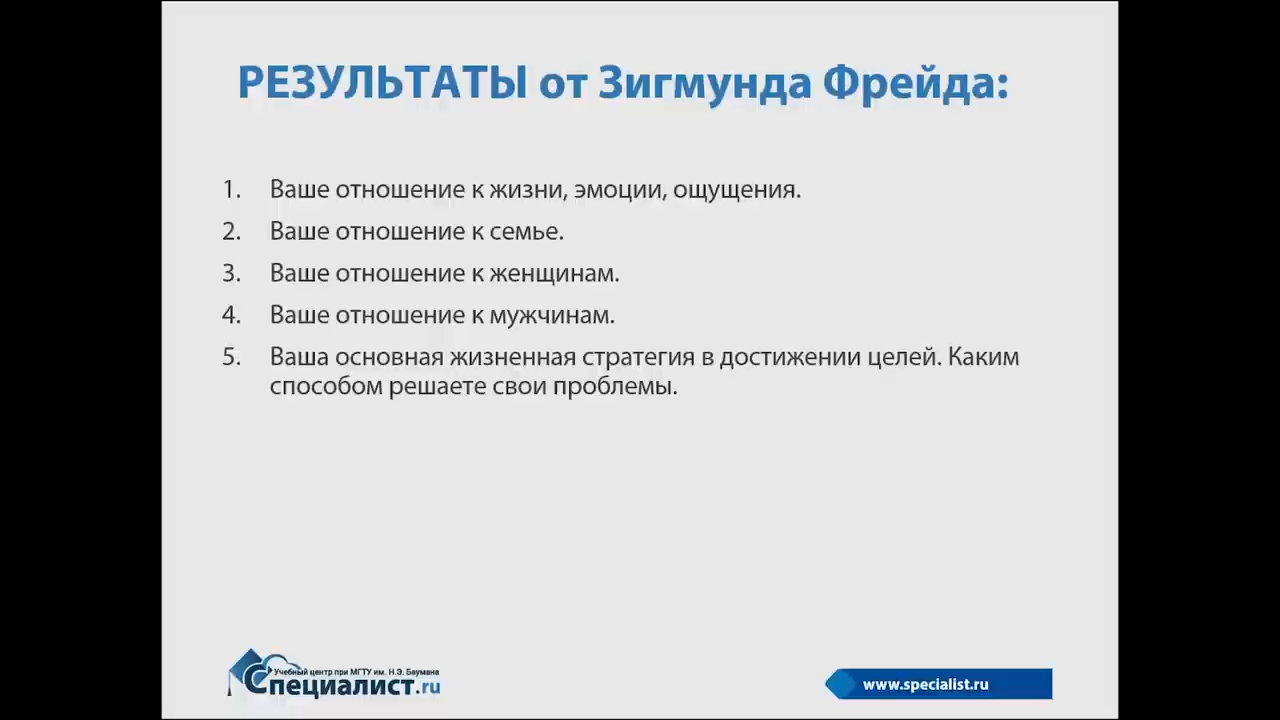 РЕЗУЛЬТАТЫ от Зигмунда Фрейда:
1. Ваше отношение к жизни, эмоции, ощущения.
2. Ваше отношение к семье.
3. Ваше отношение к женщинам.
4. Ваше отношение к мужчинам.
5. Ваша основная жизненная стратегия в достижении целей. Каким
способом решаете свои проблемы.
Учебный центр при МГТУ им. Н.Э. Баумана
Специалист.ru
www.specialist.ru